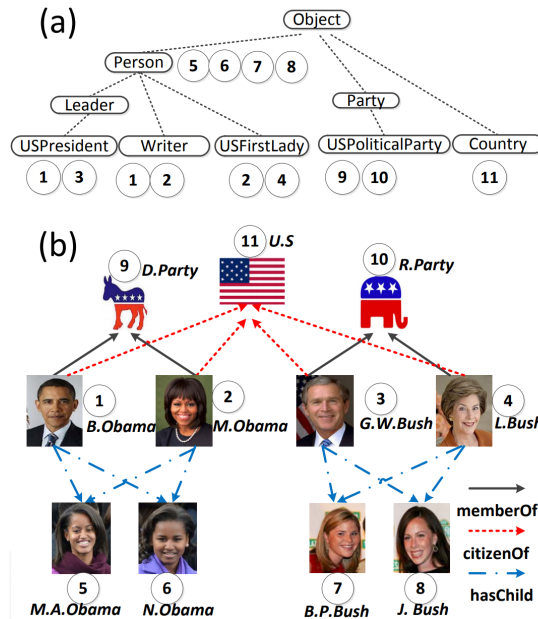 (a)
Object
Person 5 6 7 8
Leader
Party
USPresident Writer USFirstLady USPoliticalParty Country
1 3 1 2 2 4 9 10 11
(b)
11 U.S
9 D.Party
10 R.Party
1 B.Obama
2 M.Obama
3 G.W.Bush
4 L.Bush
memberOf
citizenOf
hasChild
5 M.A.Obama
6 N.Obama
7 B.P.Bush
8 J. Bush